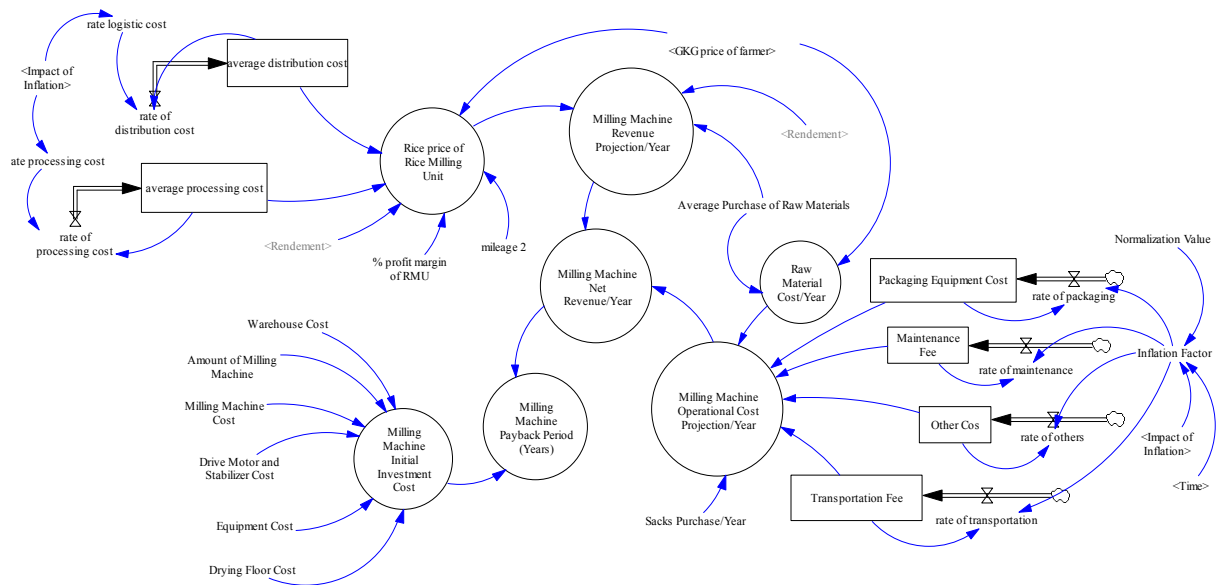 rate logistic cost
<Impact of
Inflation>
average distribution cost
rate of
distribution cost
ate processing cost
average processing cost
rate of
processing cost
<Rendement>
% profit margin
of RMU
mileage 2
Rice price of
Rice Milling
Unit
<GKG price of farmer>
Milling Machine
Revenue
Projection/Year
<Rendement>
Average Purchase of Raw Materials
Milling Machine
Net
Revenue/Year
Raw
Material
Cost/Year
Normalization Value
Packaging Equipment Cost
rate of packaging
Maintenance
Fee
rate of maintenance
Inflation Factor
Other Cos
rate of others
<Impact of
Inflation>
<Time>
Transportation Fee
rate of transportation
Milling Machine
Operational Cost
Projection/Year
Sacks Purchase/Year
Warehouse Cost
Amount of Milling
Machine
Milling Machine
Cost
Drive Motor and
Stabilizer Cost
Equipment Cost
Drying Floor Cost
Milling
Machine
Initial
Investment
Cost
Milling
Machine
Payback Period
(Years)